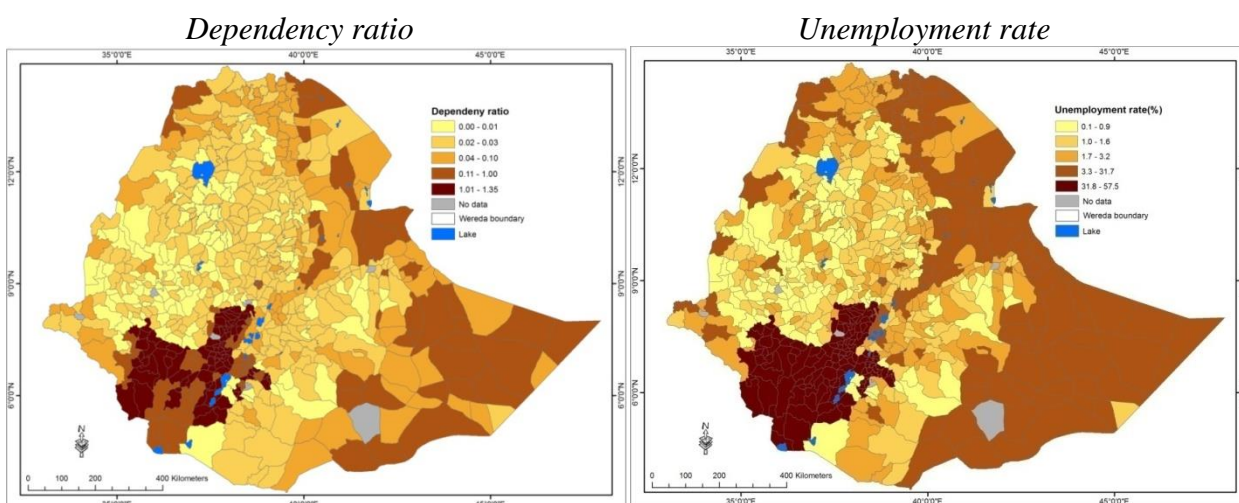 Dependency ratio
35°0'0"E 40°0'0"E 45°0'0"E
12°0'0"N
9°0'0"N
6°0'0"N
Dependeny ratio
0.00 - 0.01
0.02 - 0.03
0.04 - 0.10
0.11 - 1.00
1.01 - 1.35
No data
Wereda boundary
Lake
N
0 100 200 400 Kilometers
Unemployment rate
35°0'0"E 40°0'0"E 45°0'0"E
12°0'0"N
9°0'0"N
6°0'0"N
Unemployment rate(%)
0.1 - 0.9
1.0 - 1.6
1.7 - 3.2
3.3 - 31.7
31.8 - 57.5
No data
Wereda boundary
Lake
N
0 100 200 400 Kilometers
35°0'0"E 40°0'0"E 45°0'0"E